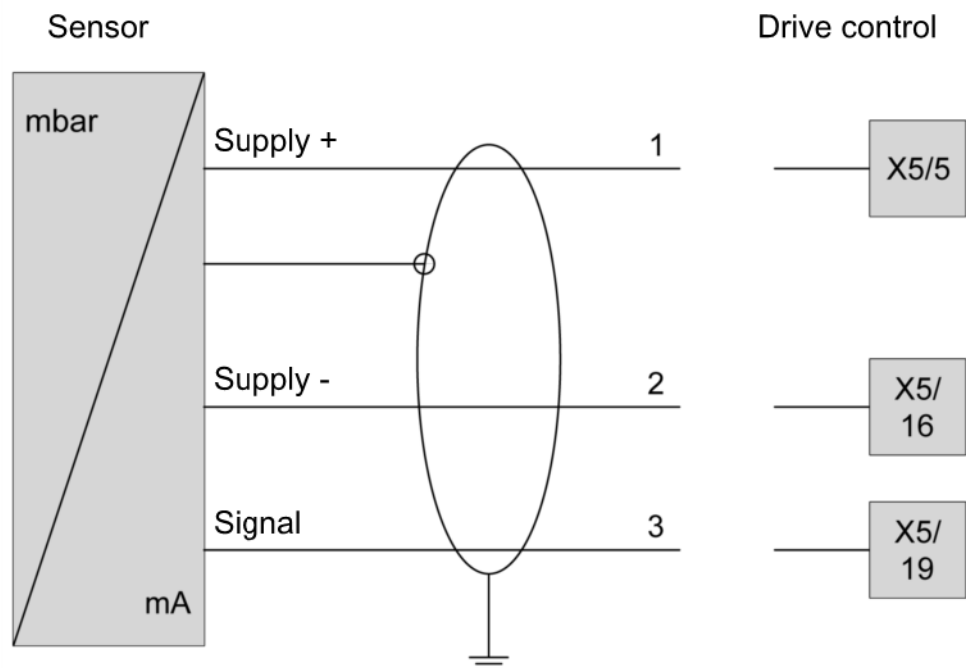 Sensor
Drive control
mbar
Supply +
1
X5/5
Supply -
2
X5/
16
Signal
3
X5/
19
mA